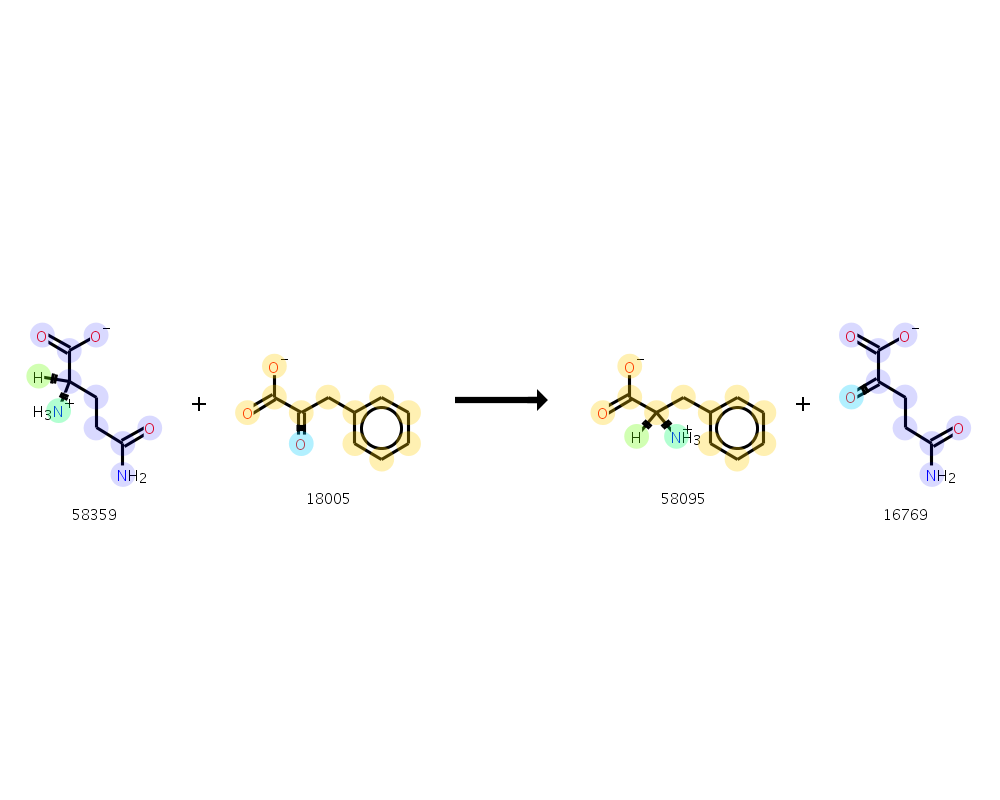 O O⁻ O⁻ O⁻ O O⁻
H O H₃N⁺ + O O → O H NH₃⁺ + O O
NH₂ NH₂
58359 18005 58095 16769